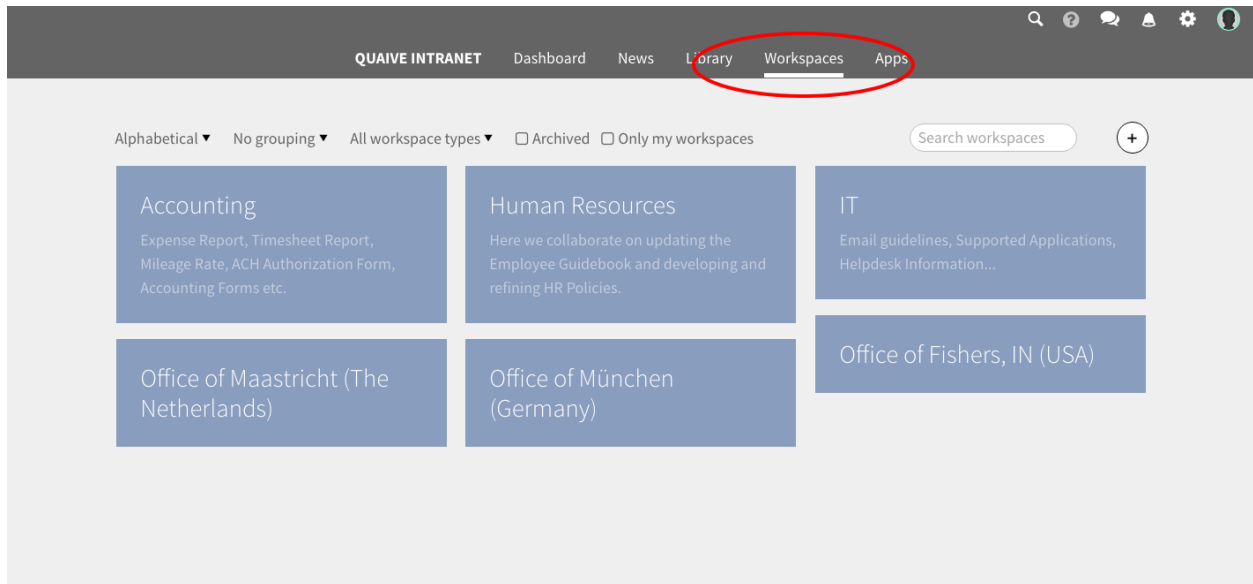 QUAIVE INTRANET Dashboard News Library Workspaces Apps
Alphabetical No grouping All workspace types Archived Only my workspaces Search workspaces +
Accounting
Expense Report, Timesheet Report,
Mileage Rate, ACH Authorization Form,
Accounting Forms etc.
Human Resources
Here we collaborate on updating the
Employee Guidebook and developing and
refining HR Policies.
IT
Email guidelines, Supported Applications,
Helpdesk Information...
Office of Maastricht (The
Netherlands)
Office of München
(Germany)
Office of Fishers, IN (USA)